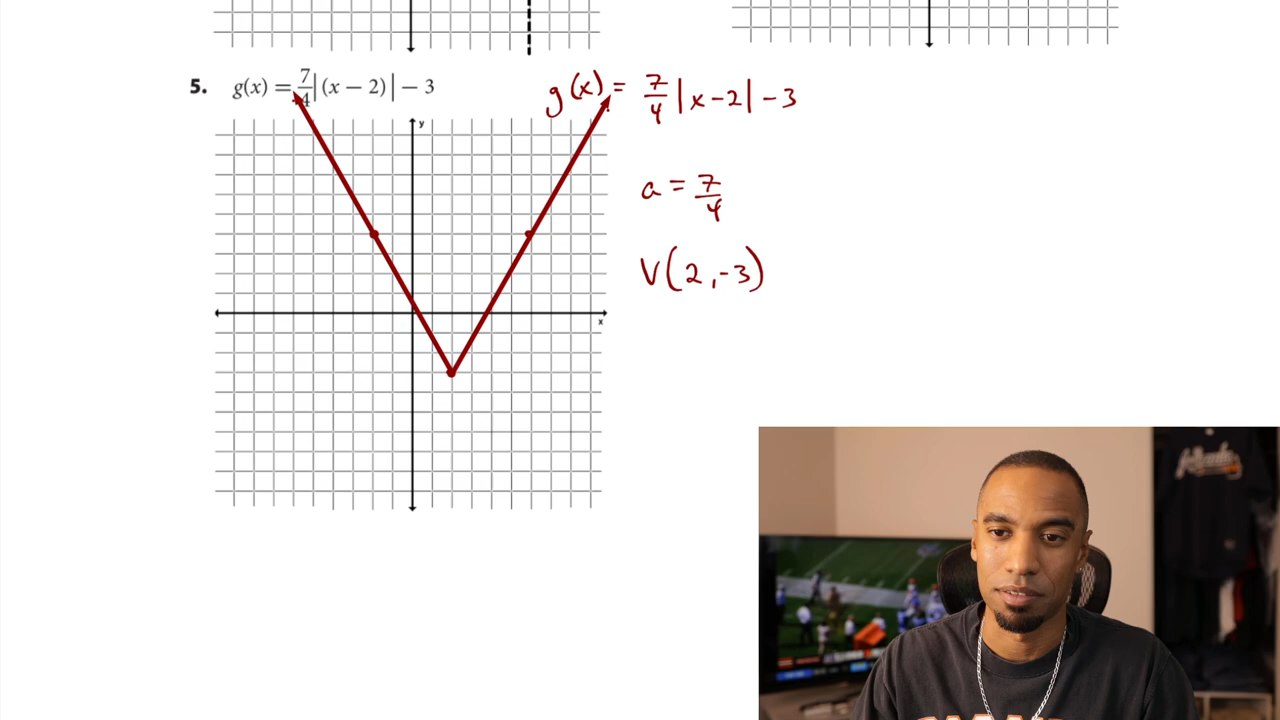 5. g(x) = 7/4|(x − 2)| − 3
g(x) = 7/4|x-2|-3
y
a = 7/4
V(2,-3)
x